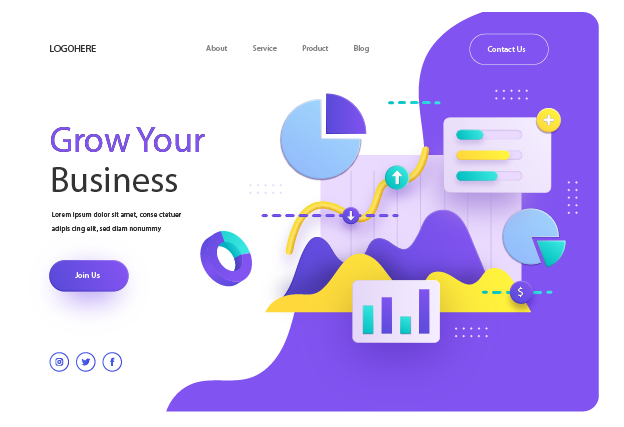 LOGOHERE
About
Service
Product
Blog
Contact Us
Grow Your
Business
Lorem ipsum dolor sit amet, conse ctetuer
adipis cing elit, sed diam nonummy
Join Us
$